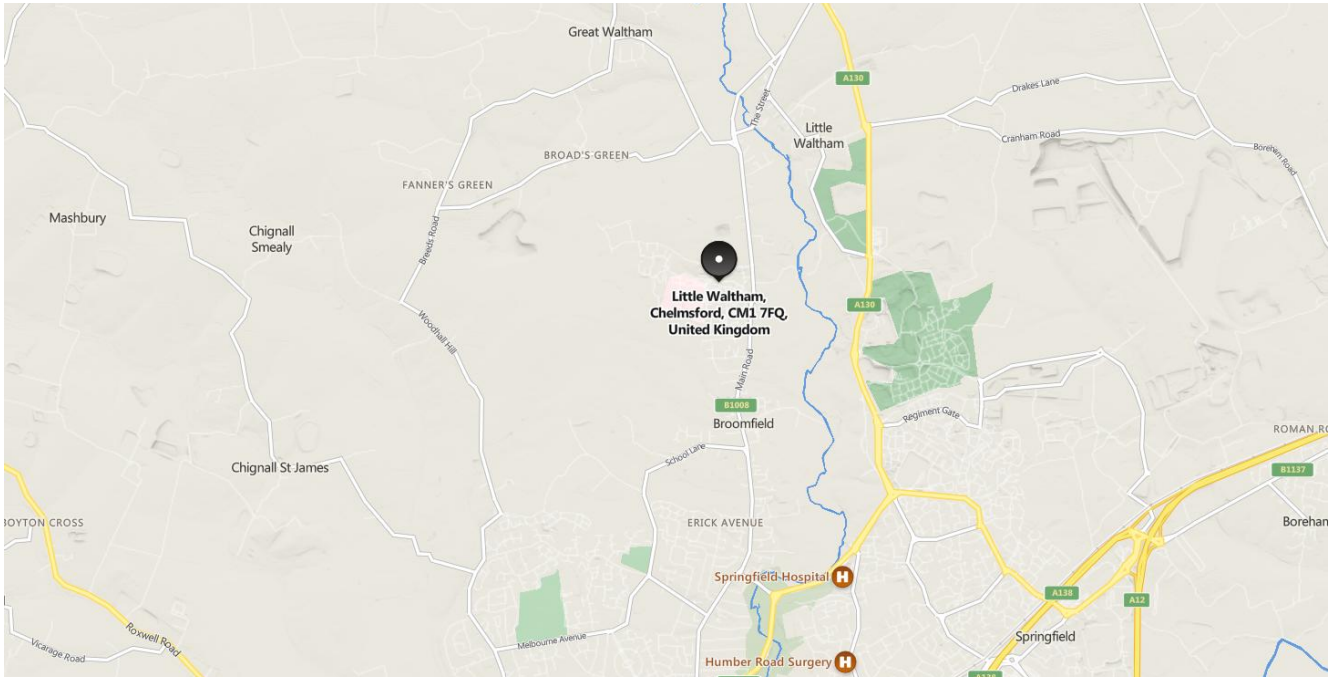 Great Waltham
A130
Drakes Lane
The Street
Little
Waltham
Cranham Road
Boreham Road
BROAD'S GREEN
FANNER'S GREEN
Mashbury
Chignall
Smealy
Breeds Road
Little Waltham,
Chelmsford, CM1 7FQ,
United Kingdom
A130
Woodhall Hill
Main Road
B1008
Broomfield
Regiment Gate
ROMAN RO
School Lane
Chignall St James
B1137
BOYTON CROSS
ERICK AVENUE
Boreham
Springfield Hospital
H
A138
A12
Roxwell Road
Vicarage Road
Melbourne Avenue
Springfield
Humber Road Surgery
H